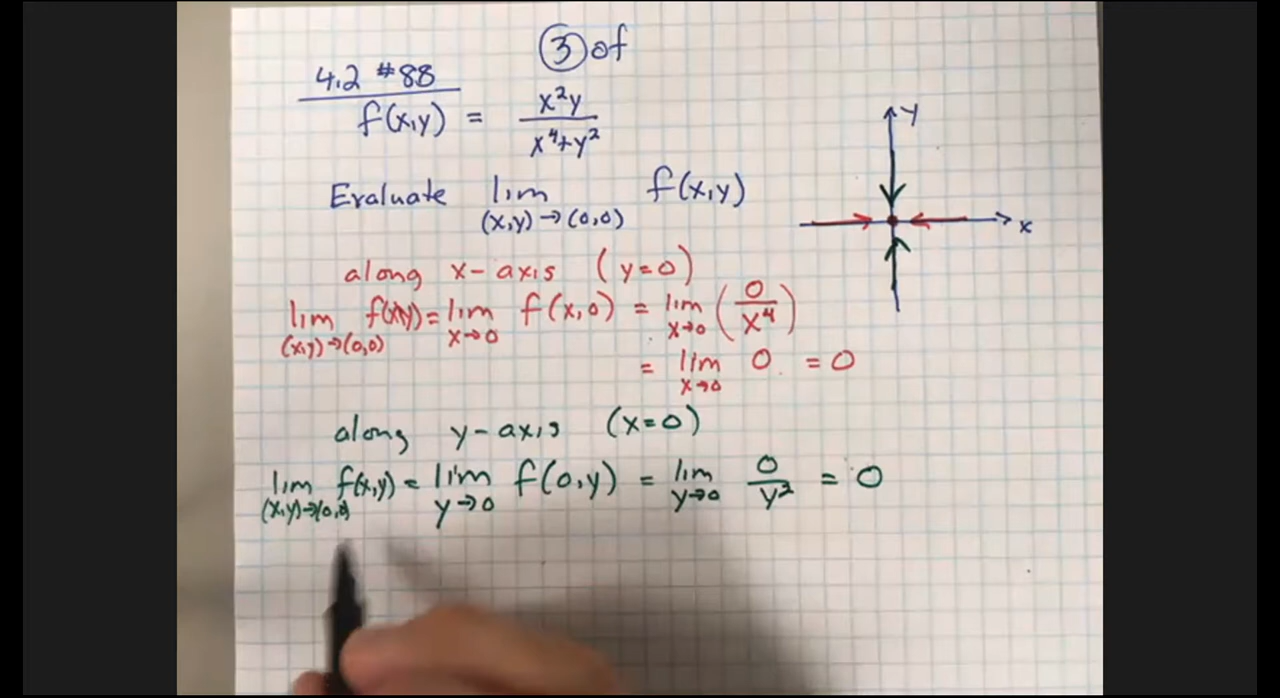 ③ of
4.2 #88
f(x,y) = x²y / x⁴+y²
Evaluate lim (x,y)→(0,0) f(x,y)
y
x
along x-axis (y=0)
lim (x,y)→(0,0) f(x,y) = lim x→0 f(x,0) = lim x→0 (0/x⁴)
= lim x→0 0 = 0
along y-axis (x=0)
lim (x,y)→(0,0) f(x,y) = lim y→0 f(0,y) = lim y→0 0/y² = 0